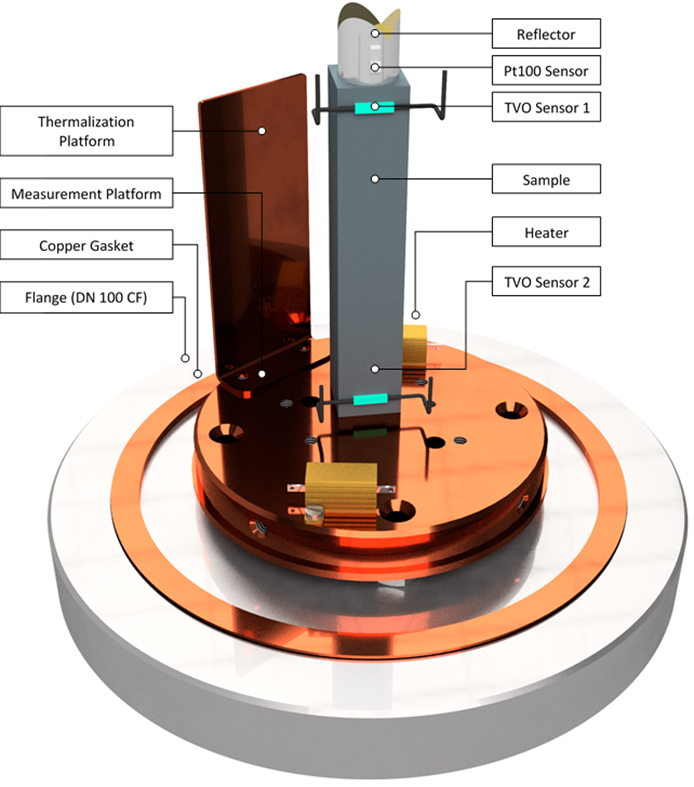 Reflector
Pt100 Sensor
TVO Sensor 1
Thermalization
Platform
Sample
Measurement Platform
Heater
Copper Gasket
TVO Sensor 2
Flange (DN 100 CF)